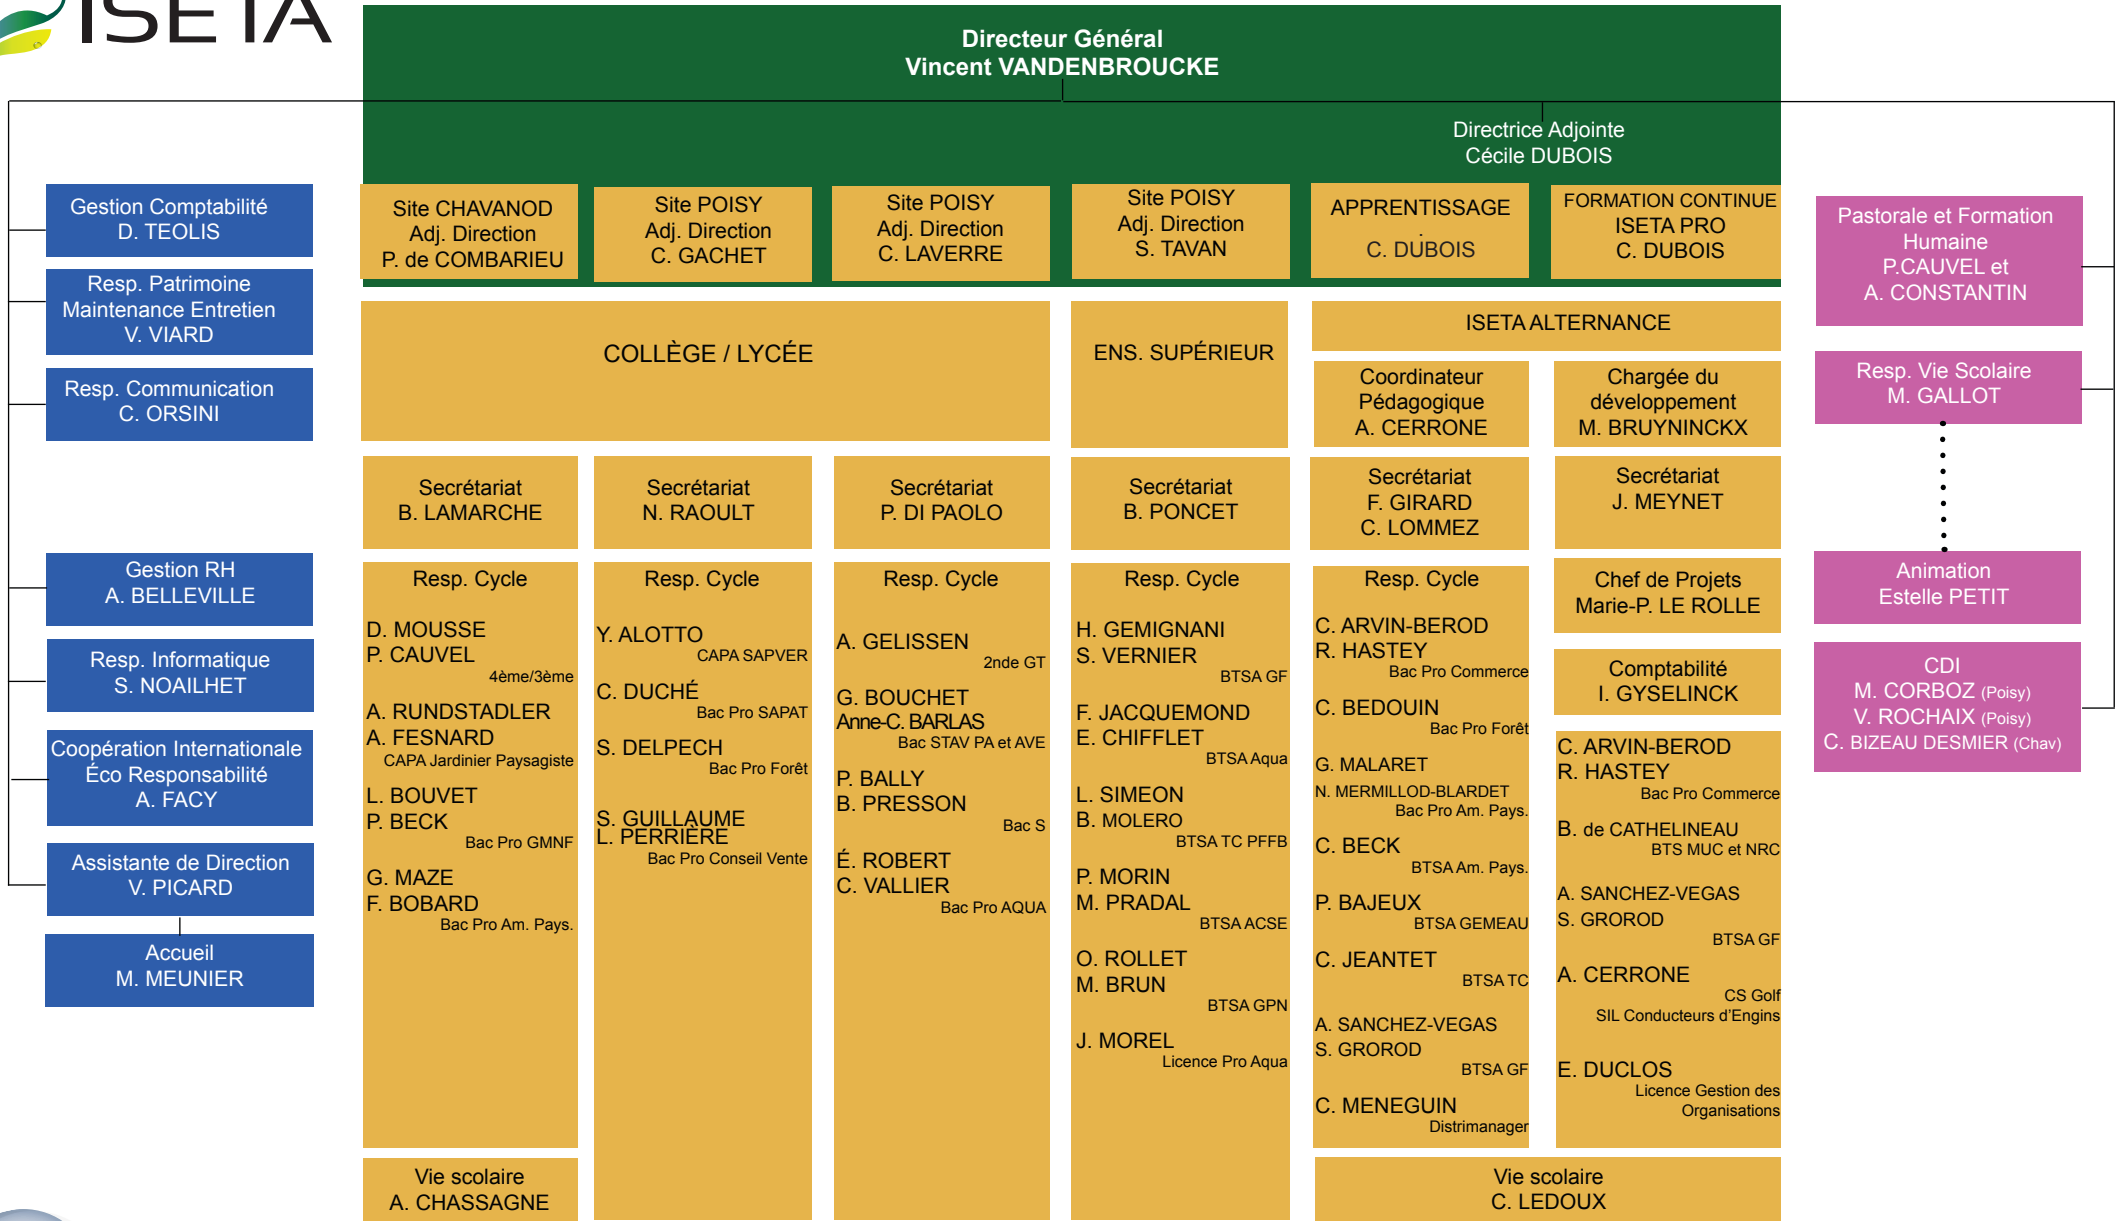 ISETA
Directeur Général
Vincent VANDENBROUCKE
Directrice Adjointe
Cécile DUBOIS
Gestion Comptabilité
D. TEOLIS
Resp. Patrimoine
Maintenance Entretien
V. VIARD
Resp. Communication
C. ORSINI
Gestion RH
A. BELLEVILLE
Resp. Informatique
S. NOAILHET
Coopération Internationale
Éco Responsabilité
A. FACY
Assistante de Direction
V. PICARD
Accueil
M. MEUNIER
Site CHAVANOD
Adj. Direction
P. de COMBARIEU
Site POISY
Adj. Direction
C. GACHET
Site POISY
Adj. Direction
C. LAVERRE
Site POISY
Adj. Direction
S. TAVAN
APPRENTISSAGE
.
C. DUBOIS
FORMATION CONTINUE
ISETA PRO
C. DUBOIS
COLLÈGE / LYCÉE
ENS. SUPÉRIEUR
ISETA ALTERNANCE
Coordinateur
Pédagogique
A. CERRONE
Chargée du
développement
M. BRUYNINCKX
Secrétariat
B. LAMARCHE
Secrétariat
N. RAOULT
Secrétariat
P. DI PAOLO
Secrétariat
B. PONCET
Secrétariat
F. GIRARD
C. LOMMEZ
Secrétariat
J. MEYNET
Resp. Cycle
D. MOUSSE
P. CAUVEL
4ème/3ème
A. RUNDSTADLER
A. FESNARD
CAPA Jardinier Paysagiste
L. BOUVET
P. BECK
Bac Pro GMNF
G. MAZE
F. BOBARD
Bac Pro Am. Pays.
Vie scolaire
A. CHASSAGNE
Resp. Cycle
Y. ALOTTO
CAPA SAPVER
C. DUCHÉ
Bac Pro SAPAT
S. DELPECH
Bac Pro Forêt
S. GUILLAUME
L. PERRIÈRE
Bac Pro Conseil Vente
Resp. Cycle
A. GELISSEN
2nde GT
G. BOUCHET
Anne-C. BARLAS
Bac STAV PA et AVE
P. BALLY
B. PRESSON
Bac S
É. ROBERT
C. VALLIER
Bac Pro AQUA
Resp. Cycle
H. GEMIGNANI
S. VERNIER
BTSA GF
F. JACQUEMOND
E. CHIFFLET
BTSA Aqua
L. SIMEON
B. MOLERO
BTSA TC PFFB
P. MORIN
M. PRADAL
BTSA ACSE
O. ROLLET
M. BRUN
BTSA GPN
J. MOREL
Licence Pro Aqua
Resp. Cycle
C. ARVIN-BEROD
R. HASTEY
Bac Pro Commerce
C. BEDOUIN
Bac Pro Forêt
G. MALARET
N. MERMILLOD-BLARDET
Bac Pro Am. Pays.
C. BECK
BTSA Am. Pays.
P. BAJEUX
BTSA GEMEAU
C. JEANTET
BTSA TC
A. SANCHEZ-VEGAS
S. GROROD
BTSA GF
C. MENEGUIN
Distrimanager
Chef de Projets
Marie-P. LE ROLLE
Comptabilité
I. GYSELINCK
C. ARVIN-BEROD
R. HASTEY
Bac Pro Commerce
B. de CATHELINEAU
BTS MUC et NRC
A. SANCHEZ-VEGAS
S. GROROD
BTSA GF
A. CERRONE
CS Golf
SIL Conducteurs d'Engins
E. DUCLOS
Licence Gestion des
Organisations
Vie scolaire
C. LEDOUX
Pastorale et Formation
Humaine
P.CAUVEL et
A. CONSTANTIN
Resp. Vie Scolaire
M. GALLOT
Animation
Estelle PETIT
CDI
M. CORBOZ (Poisy)
V. ROCHAIX (Poisy)
C. BIZEAU DESMIER (Chav)